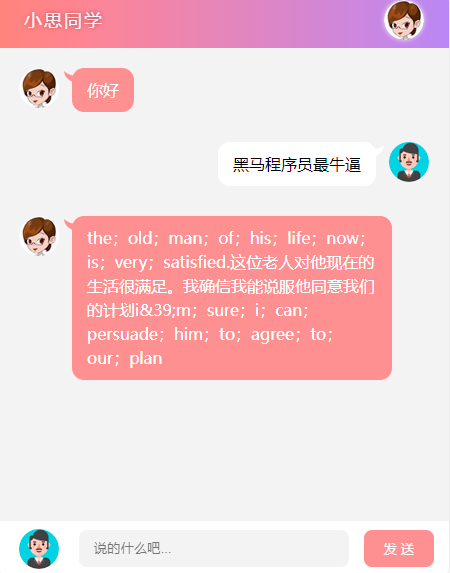 小思同学
你好
黑马程序员最牛逼
the；old；man；of；his；life；now；
is；very；satisfied.这位老人对他现在的
生活很满足。我确信我能说服他同意我们
的计划i&39;m；sure；i；can；
persuade；him；to；agree；to；
our；plan
说的什么吧...
发送